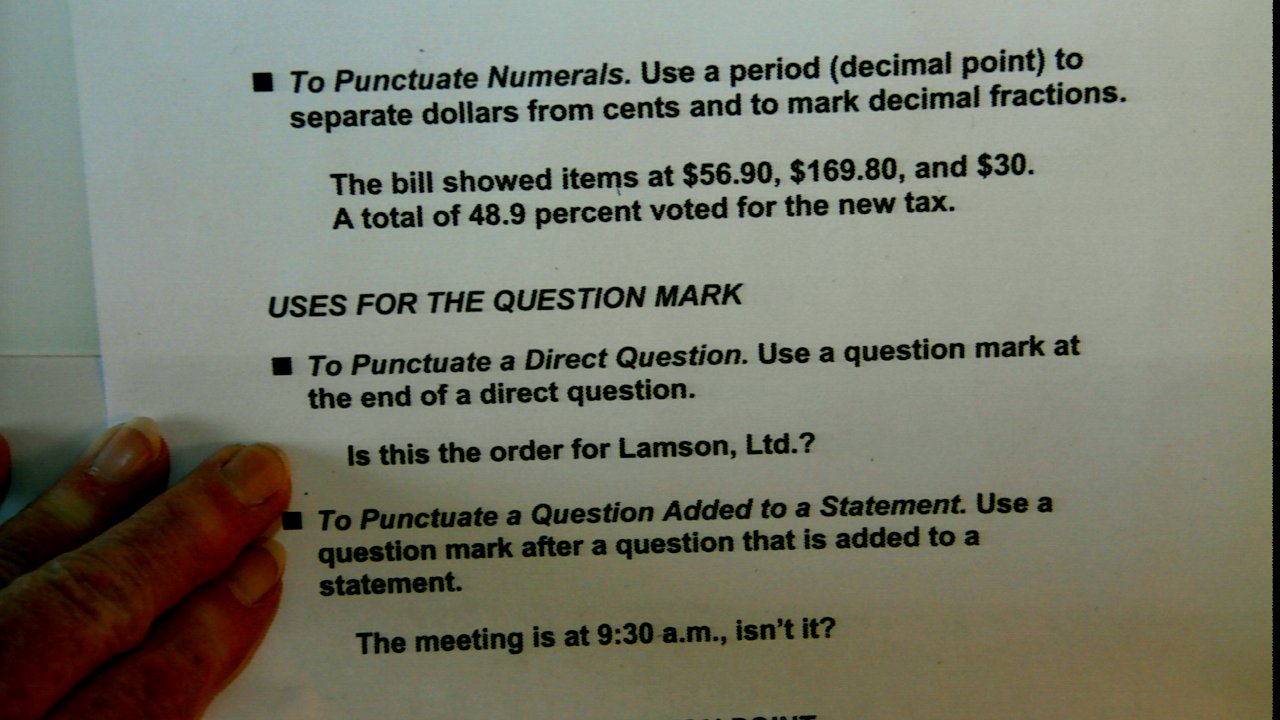 ■ To Punctuate Numerals. Use a period (decimal point) to
separate dollars from cents and to mark decimal fractions.
The bill showed items at $56.90, $169.80, and $30.
A total of 48.9 percent voted for the new tax.
USES FOR THE QUESTION MARK
■ To Punctuate a Direct Question. Use a question mark at
the end of a direct question.
Is this the order for Lamson, Ltd.?
■ To Punctuate a Question Added to a Statement. Use a
question mark after a question that is added to a
statement.
The meeting is at 9:30 a.m., isn't it?
POINT